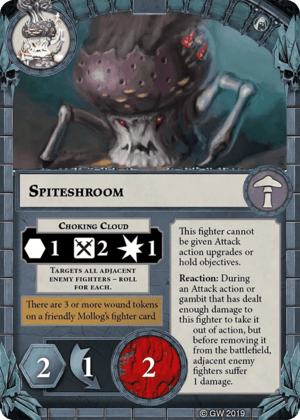 SPITESHROOM
CHOKING CLOUD
1 2 1
TARGETS ALL ADJACENT
ENEMY FIGHTERS – ROLL
FOR EACH.
There are 3 or more wound tokens
on a friendly Mollog's fighter card
This fighter cannot
be given Attack
action upgrades or
hold objectives.
Reaction: During
an Attack action or
gambit that has dealt
enough damage to
this fighter to take it
out of action, but
before removing it
from the battlefield,
adjacent enemy
fighters suffer
1 damage.
2 1 2
© GW 2019